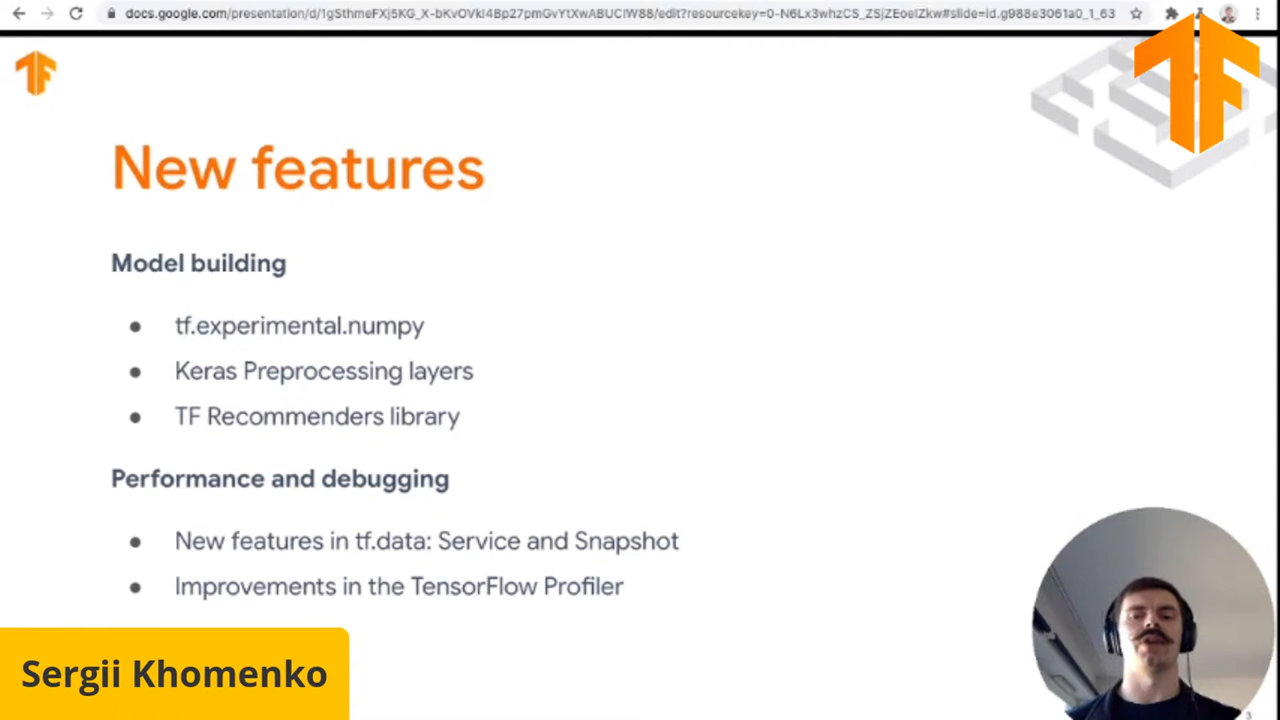 docs.google.com/presentation/d/1gSthmeFXj5KG_X-bKvOVkI4Bp27pmGvYtXwABUCIW88/edit?resourcekey=0-N6Lx3whzCS_ZSjZEoeIZkw#slide=id.g988e3061a0_1_63
New features
Model building
● tf.experimental.numpy
● Keras Preprocessing layers
● TF Recommenders library
Performance and debugging
● New features in tf.data: Service and Snapshot
● Improvements in the TensorFlow Profiler
Sergii Khomenko
3